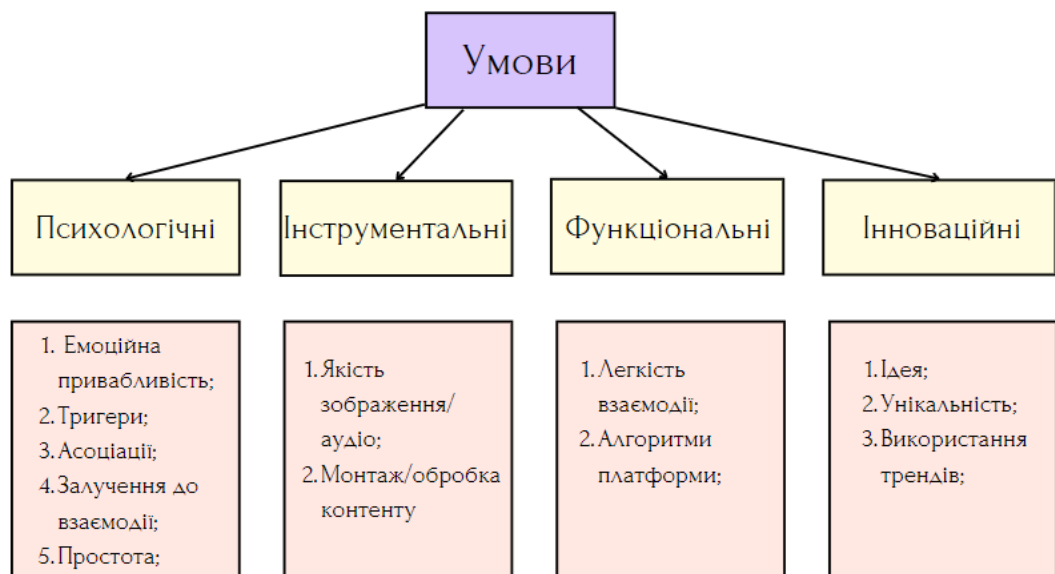 Умови
Психологічні
Інструментальні
Функціональні
Інноваційні
1. Емоційна
привабливість;
2. Тригери;
3. Асоціації;
4. Залучення до
взаємодії;
5. Простота;
1. Якість
зображення/
аудіо;
2. Монтаж/обробка
контенту
1. Легкість
взаємодії;
2. Алгоритми
платформи;
1. Ідея;
2. Унікальність;
3. Використання
трендів;